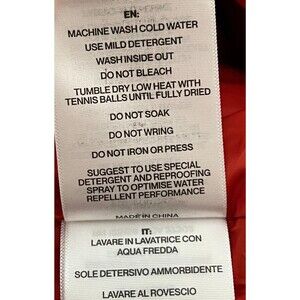 EN:
MACHINE WASH COLD WATER
USE MILD DETERGENT
WASH INSIDE OUT
DO NOT BLEACH
TUMBLE DRY LOW HEAT WITH
TENNIS BALLS UNTIL FULLY DRIED
DO NOT SOAK
DO NOT WRING
DO NOT IRON OR PRESS
SUGGEST TO USE SPECIAL
DETERGENT AND REPROOFING
SPRAY TO OPTIMISE WATER
REPELLENT PERFORMANCE
MADE IN CHINA
IT:
LAVARE IN LAVATRICE CON
AQUA FREDDA
SOLE DETERSIVO AMMORBIDENTE
LAVARE AL ROVESCIO